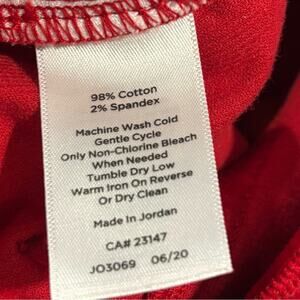 98% Cotton
2% Spandex
Machine Wash Cold
Gentle Cycle
Only Non-Chlorine Bleach
When Needed
Tumble Dry Low
Warm Iron On Reverse
Or Dry Clean
Made In Jordan
CA# 23147
JO3069 06/20